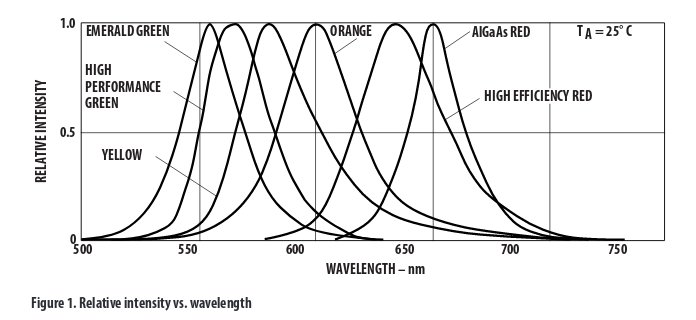 1.0
EMERALD GREEN
ORANGE
AlGaAs RED
T A = 25° C
HIGH
PERFORMANCE
GREEN
HIGH EFFICIENCY RED
RELATIVE INTENSITY
0.5
YELLOW
0
500 550 600 650 700 750
WAVELENGTH – nm
Figure 1. Relative intensity vs. wavelength